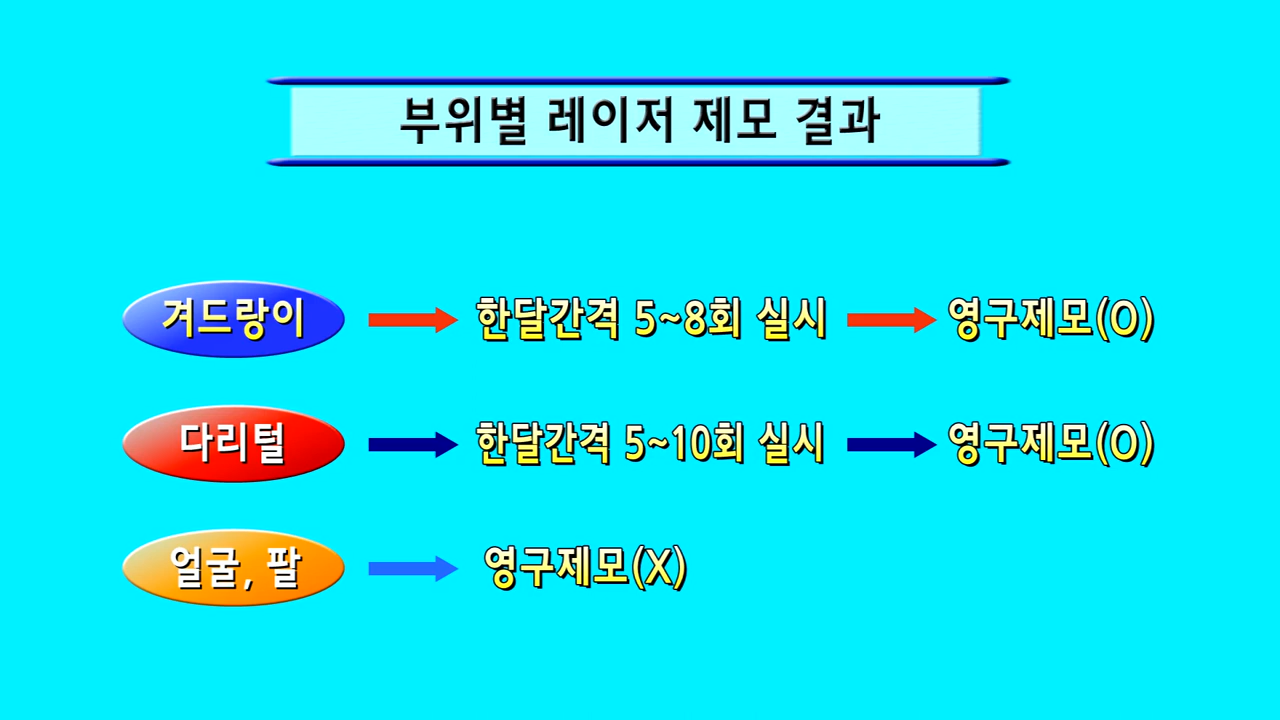 부위별 레이저 제모 결과
겨드랑이 한달간격 5~8회 실시 영구제모(O)
다리털 한달간격 5~10회 실시 영구제모(O)
얼굴, 팔 영구제모(X)